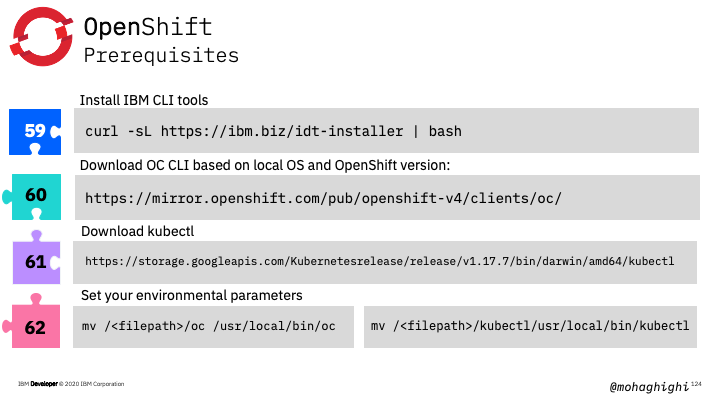 OpenShift
Prerequisites
Install IBM CLI tools
59
curl -sL https://ibm.biz/idt-installer | bash
Download OC CLI based on local OS and OpenShift version:
60
https://mirror.openshift.com/pub/openshift-v4/clients/oc/
Download kubectl
61
https://storage.googleapis.com/Kubernetesrelease/release/v1.17.7/bin/darwin/amd64/kubectl
Set your environmental parameters
62
mv /<filepath>/oc /usr/local/bin/oc
mv /<filepath>/kubectl/usr/local/bin/kubectl
IBM Developer © 2020 IBM Corporation
@mohaghighi 124